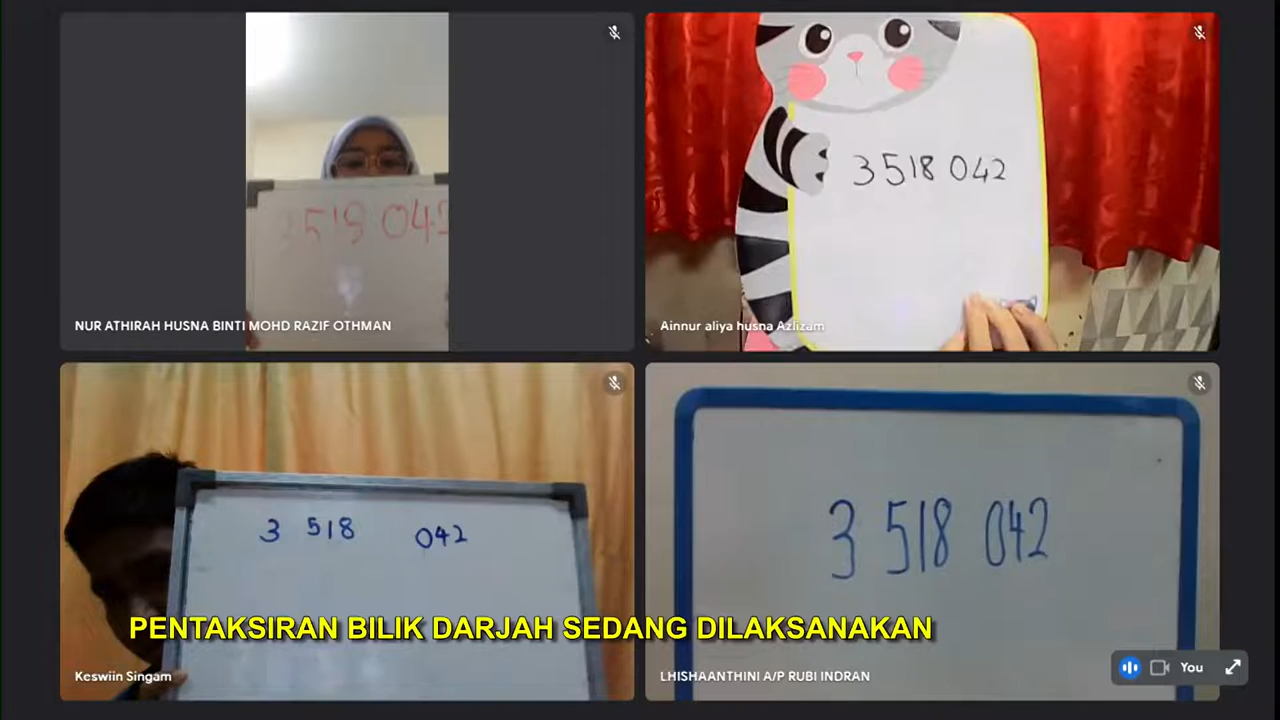 3 518 042
NUR ATHIRAH HUSNA BINTI MOHD RAZIF OTHMAN
3 518 042
Ainnur aliya husna Azlizam
3 518 042
Keswiin Singam
3 518 042
LHISHAANTHINI A/P RUBI INDRAN
PENTAKSIRAN BILIK DARJAH SEDANG DILAKSANAKAN
You